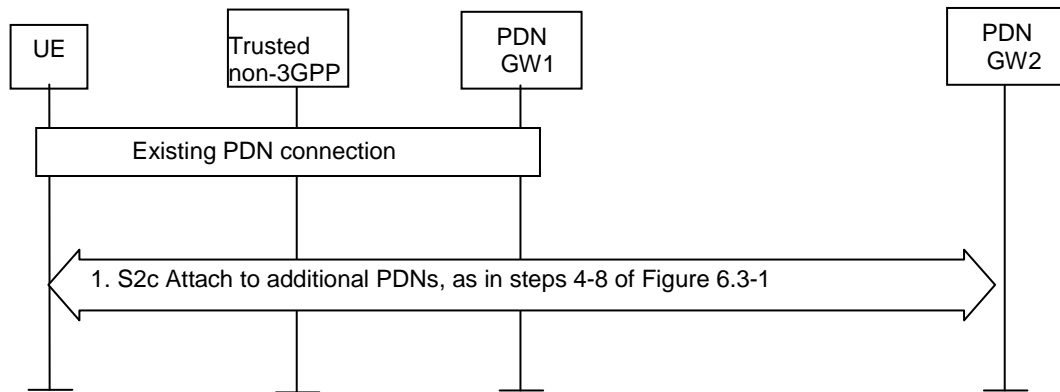 UE
Trusted
non-3GPP
PDN
GW1
PDN
GW2
Existing PDN connection
1. S2c Attach to additional PDNs, as in steps 4-8 of Figure 6.3-1